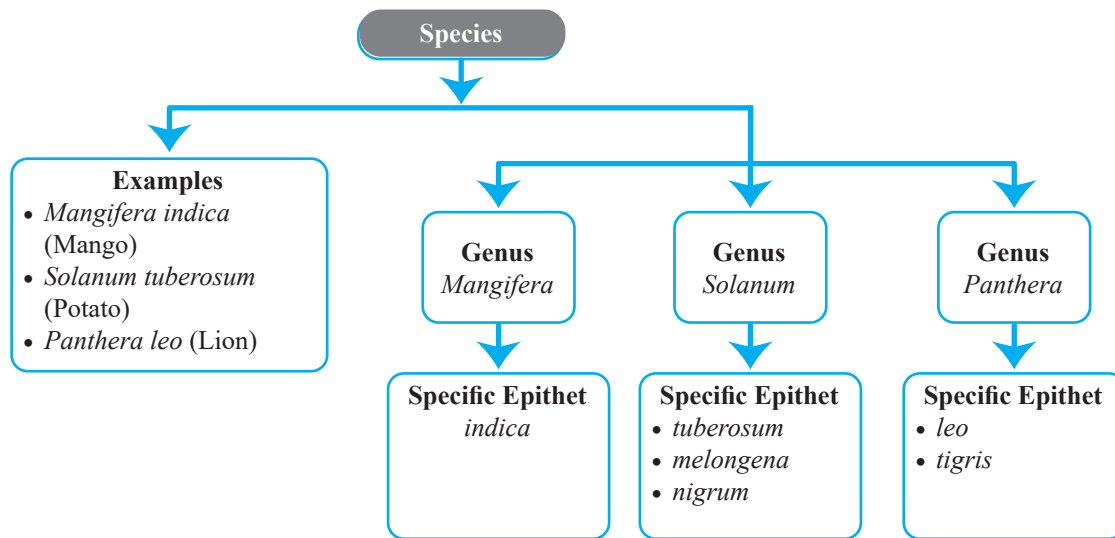 Species
Examples
• Mangifera indica
(Mango)
• Solanum tuberosum
(Potato)
• Panthera leo (Lion)
Genus
Mangifera
Genus
Solanum
Genus
Panthera
Specific Epithet
indica
Specific Epithet
• tuberosum
• melongena
• nigrum
Specific Epithet
• leo
• tigris